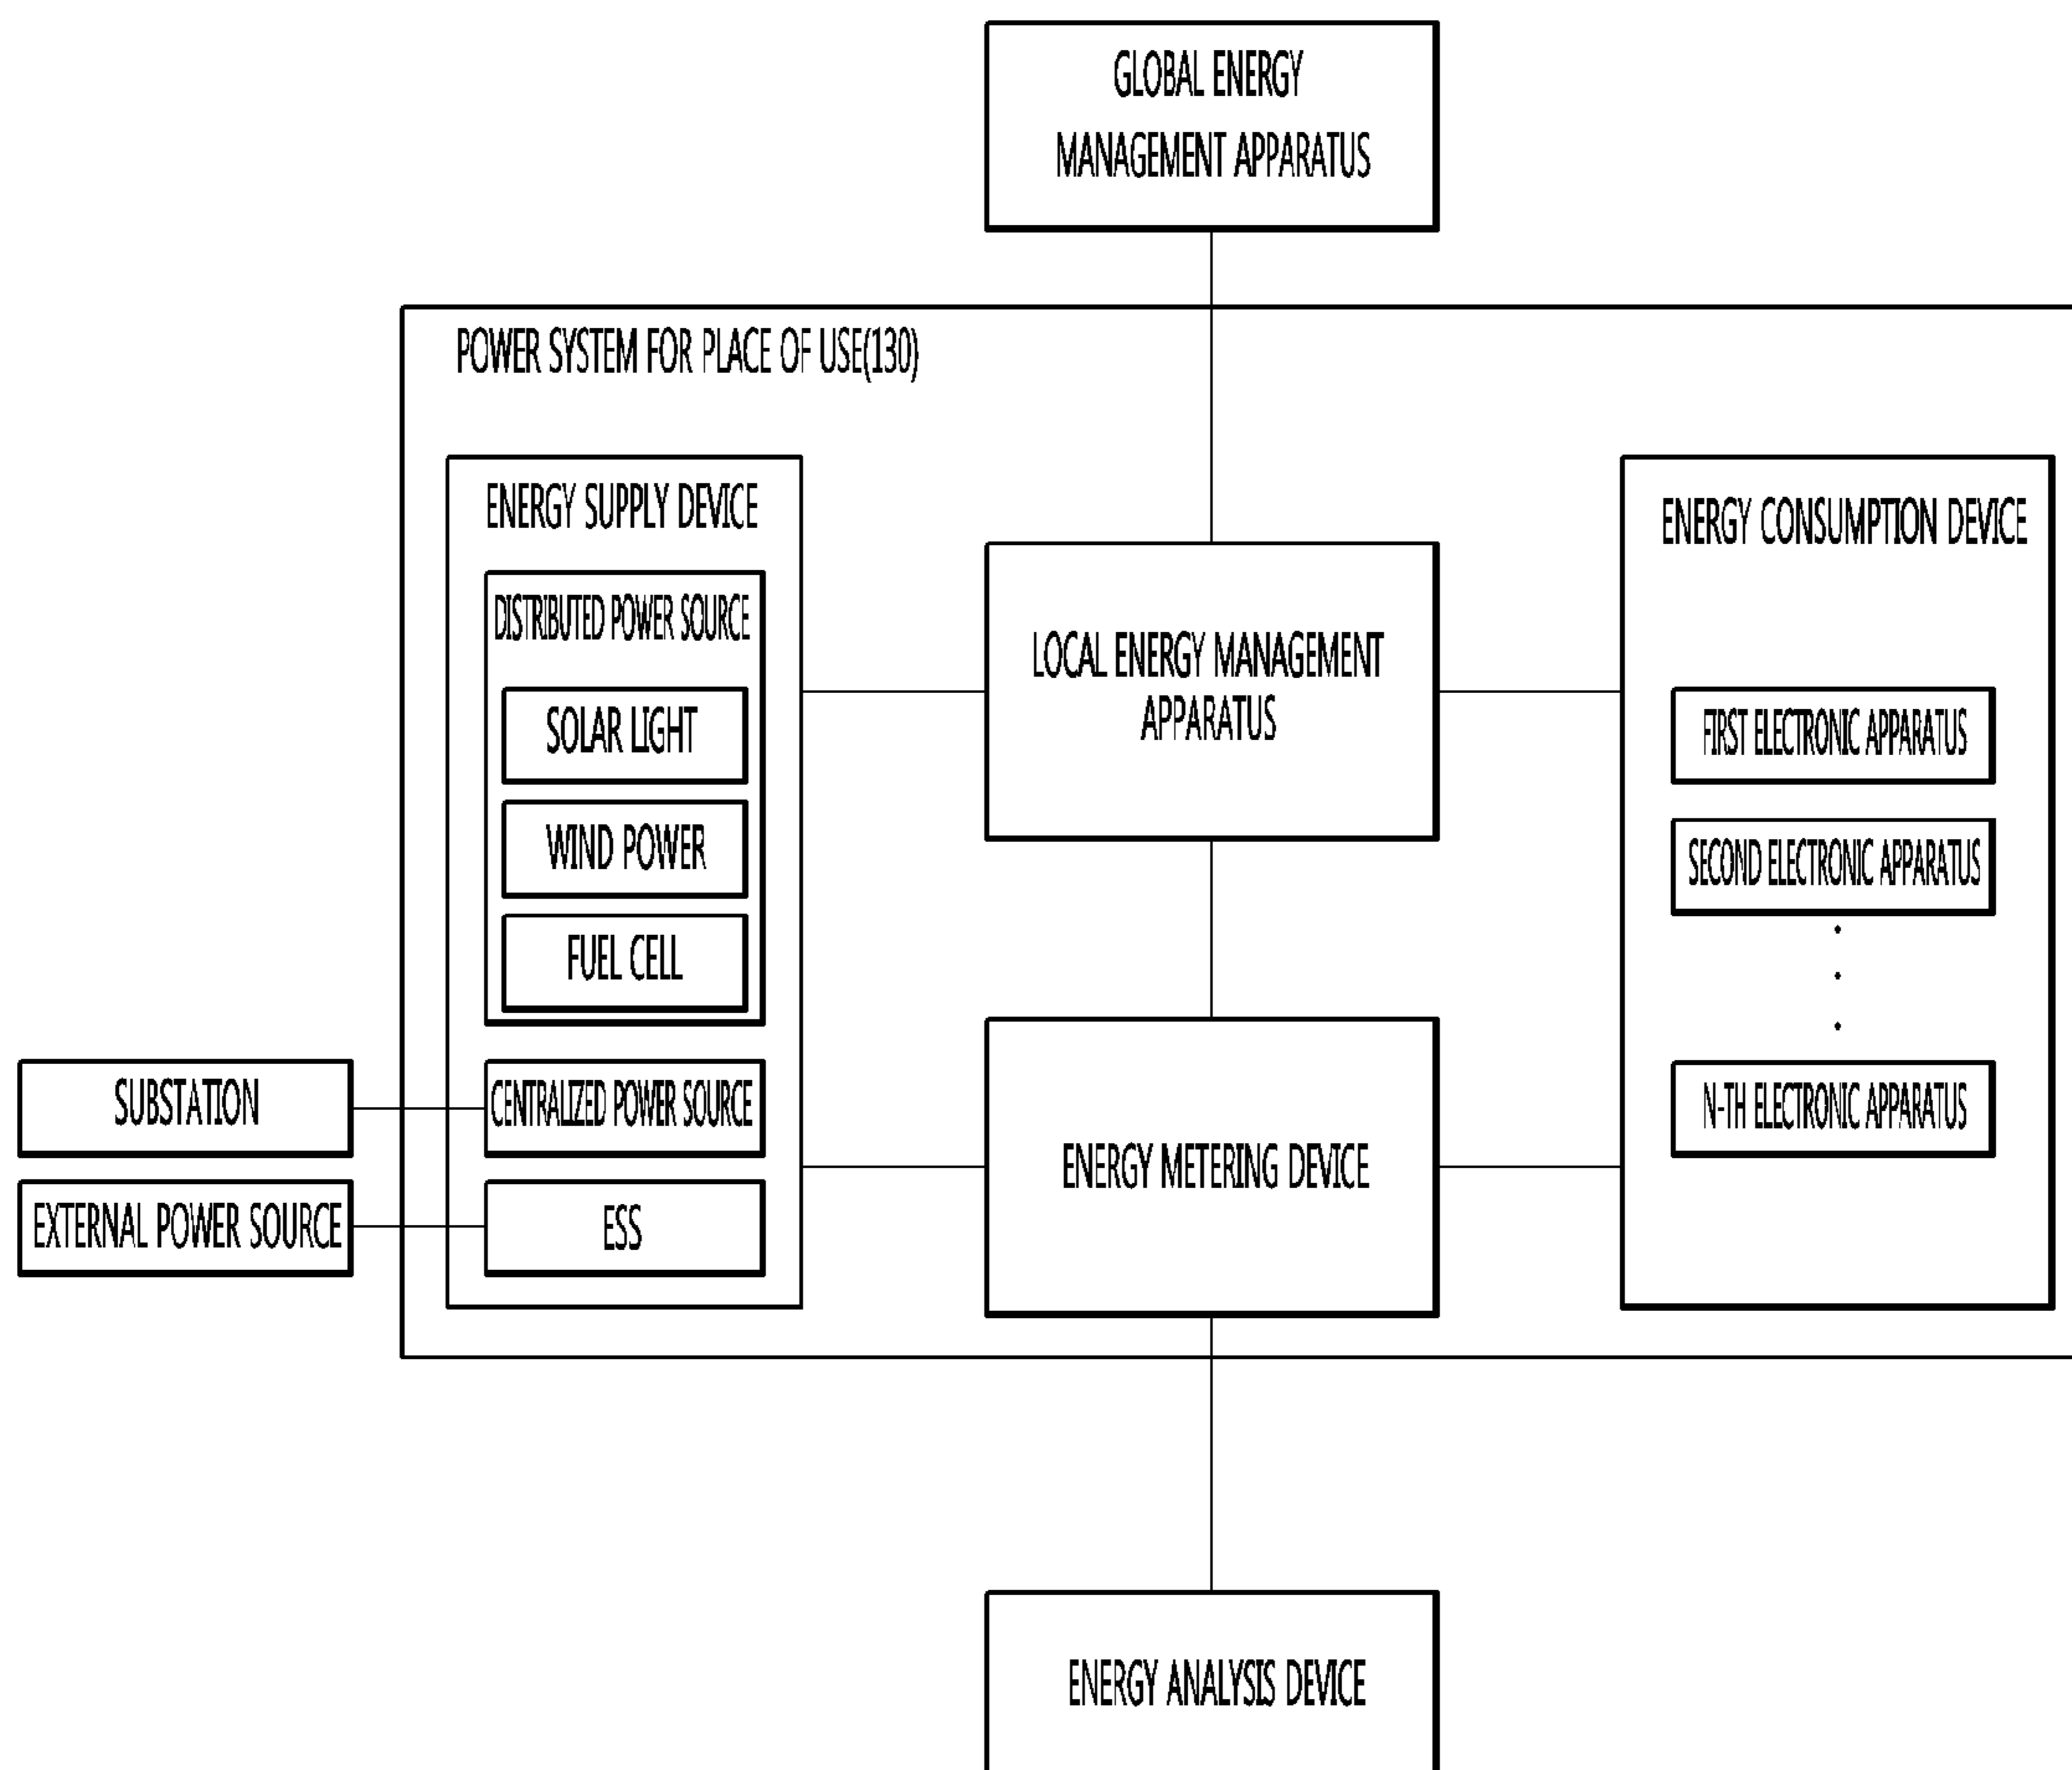 GLOBAL ENERGY
MANAGEMENT APPARATUS
POWER SYSTEM FOR PLACE OF USE(130)
ENERGY SUPPLY DEVICE
DISTRIBUTED POWER SOURCE
SOLAR LIGHT
WIND POWER
FUEL CELL
CENTRALIZED POWER SOURCE
ESS
SUBSTATION
EXTERNAL POWER SOURCE
LOCAL ENERGY MANAGEMENT
APPARATUS
ENERGY METERING DEVICE
ENERGY CONSUMPTION DEVICE
FIRST ELECTRONIC APPARATUS
SECOND ELECTRONIC APPARATUS
N-TH ELECTRONIC APPARATUS
ENERGY ANALYSIS DEVICE